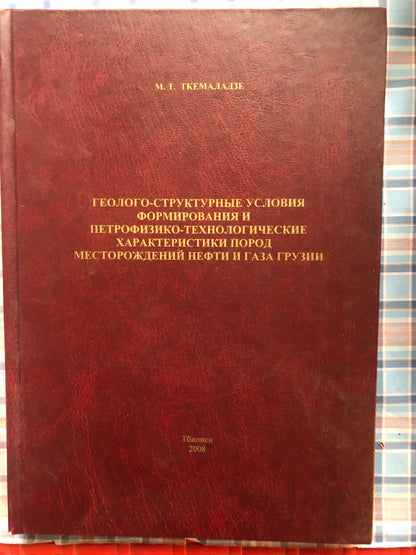 М. Г. ТКЕМАЛАДЗЕ
ГЕОЛОГО-СТРУКТУРНЫЕ УСЛОВИЯ
ФОРМИРОВАНИЯ И
ПЕТРОФИЗИКО-ТЕХНОЛОГИЧЕСКИЕ
ХАРАКТЕРИСТИКИ ПОРОД
МЕСТОРОЖДЕНИЙ НЕФТИ И ГАЗА ГРУЗИИ
Тбилиси
2008